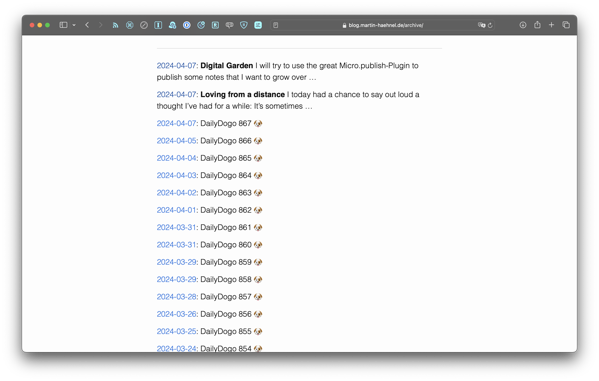 blog.martin-haehnel.de/archive/
2024-04-07: Digital Garden I will try to use the great Micro.publish-Plugin to
publish some notes that I want to grow over …
2024-04-07: Loving from a distance I today had a chance to say out loud a
thought I've had for a while: It's sometimes …
2024-04-07: DailyDogo 867 🐶
2024-04-05: DailyDogo 866 🐶
2024-04-04: DailyDogo 865 🐶
2024-04-03: DailyDogo 864 🐶
2024-04-02: DailyDogo 863 🐶
2024-04-01: DailyDogo 862 🐶
2024-03-31: DailyDogo 861 🐶
2024-03-31: DailyDogo 860 🐶
2024-03-29: DailyDogo 859 🐶
2024-03-29: DailyDogo 858 🐶
2024-03-28: DailyDogo 857 🐶
2024-03-26: DailyDogo 856 🐶
2024-03-25: DailyDogo 855 🐶
2024-03-24: DailyDogo 854 🐶